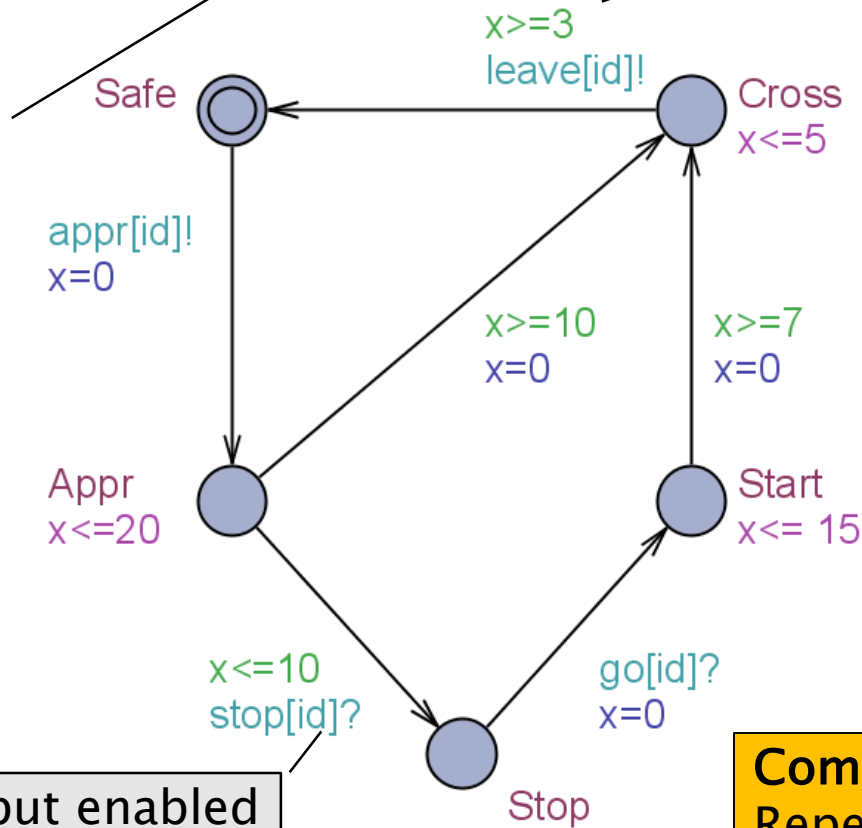 x>=3
leave[id]!
Safe
Cross
x<=5
appr[id]!
x=0
x>=10
x=0
x>=7
x=0
Appr
x<=20
Start
x<= 15
x<=10
stop[id]?
go[id]?
x=0
Stop
enabled
Com